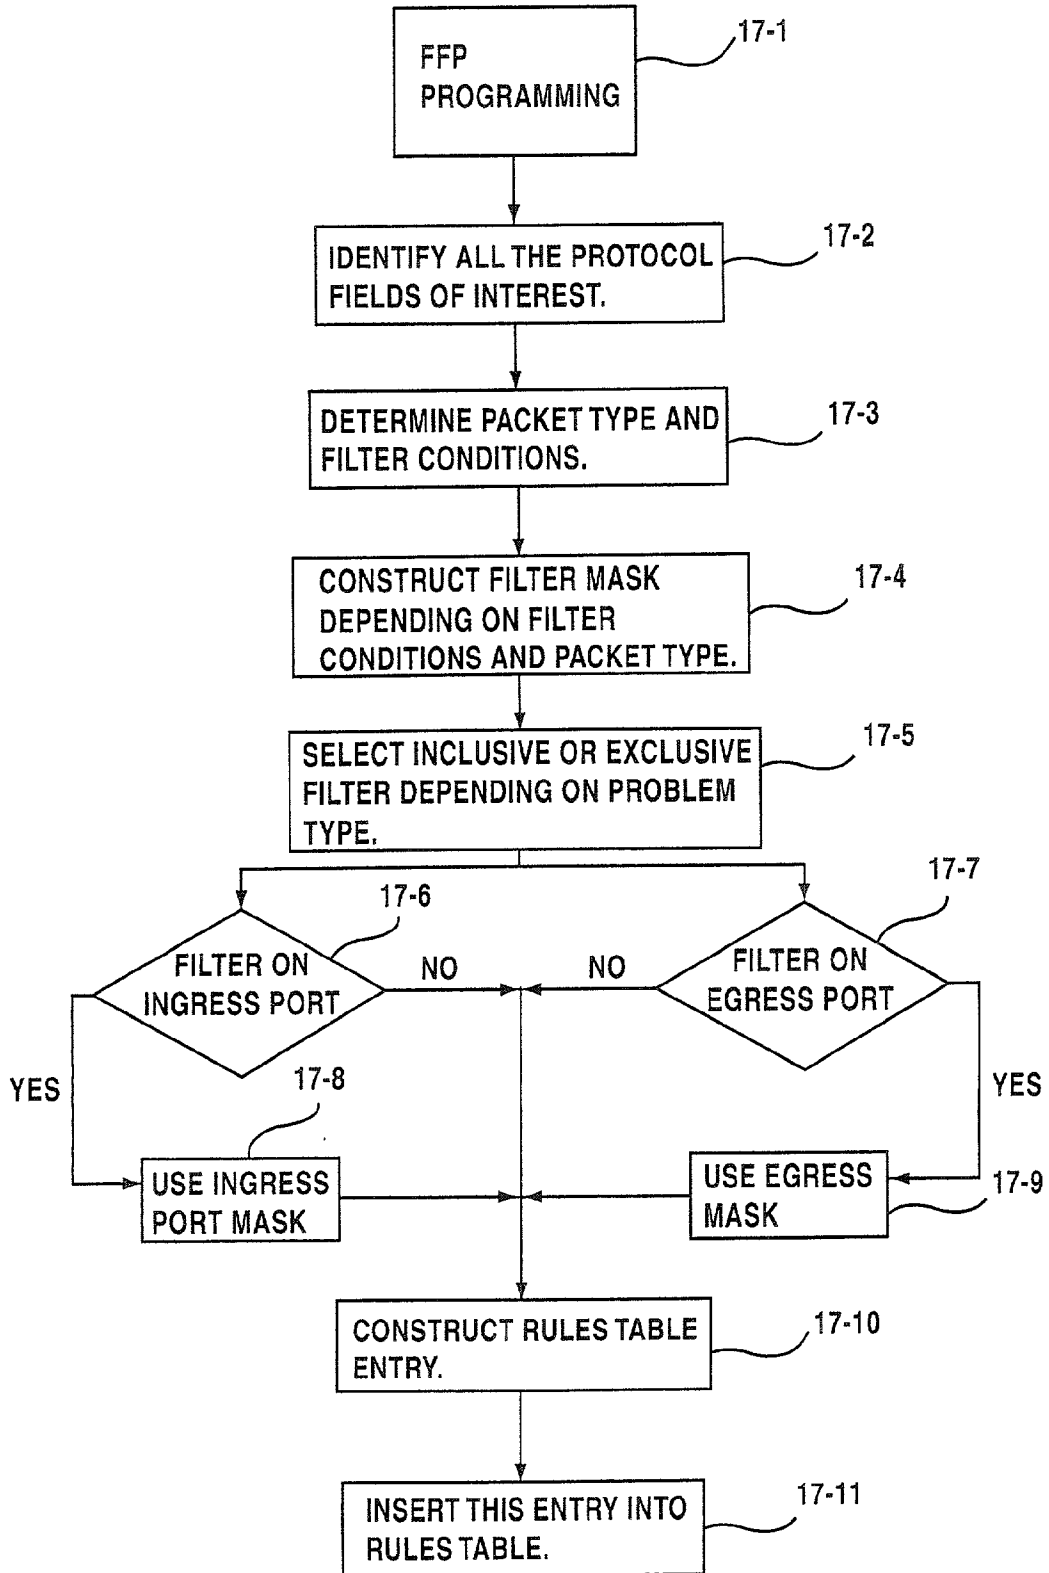 FFP
PROGRAMMING
17-1
IDENTIFY ALL THE PROTOCOL
FIELDS OF INTEREST.
17-2
DETERMINE PACKET TYPE AND
FILTER CONDITIONS.
17-3
CONSTRUCT FILTER MASK
DEPENDING ON FILTER
CONDITIONS AND PACKET TYPE.
17-4
SELECT INCLUSIVE OR EXCLUSIVE
FILTER DEPENDING ON PROBLEM
TYPE.
17-5
17-6
FILTER ON
INGRESS PORT
NO
YES
17-7
FILTER ON
EGRESS PORT
NO
YES
17-8
USE INGRESS
PORT MASK
USE EGRESS
MASK
17-9
CONSTRUCT RULES TABLE
ENTRY.
17-10
INSERT THIS ENTRY INTO
RULES TABLE.
17-11